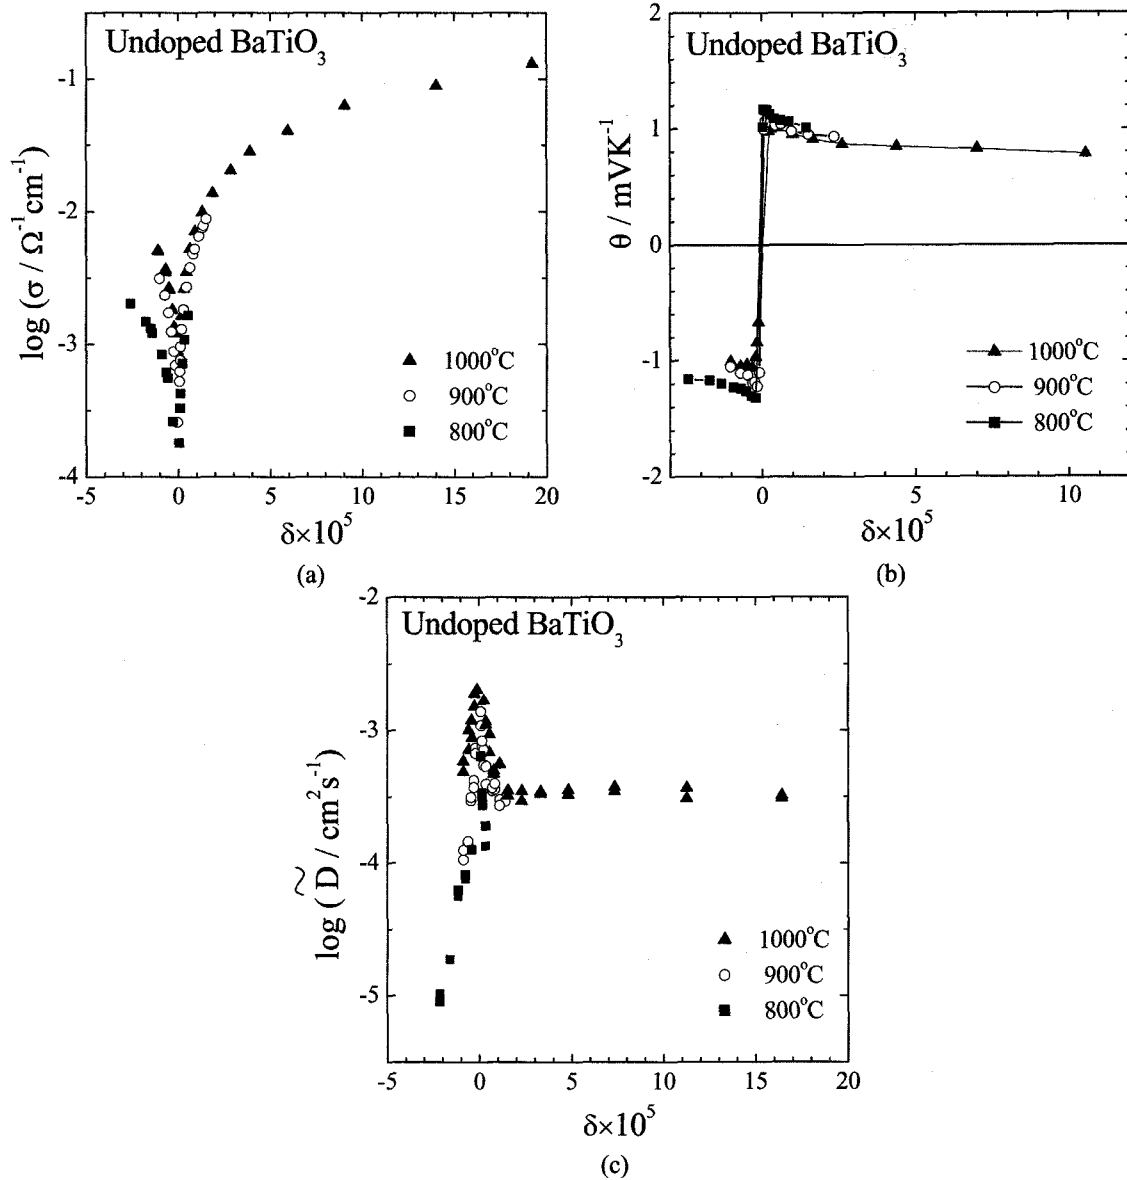 Undoped BaTiO3
log (σ / Ω-1cm-1)
-1
-2
-3
-4
1000°C
900°C
800°C
-5 0 5 10 15 20
δ×10^5
(a)
Undoped BaTiO3
θ / mVK-1
2
1
0
-1
-2
1000°C
900°C
800°C
0 5 10
δ×10^5
(b)
Undoped BaTiO3
log (D̃ / cm2s-1)
-2
-3
-4
-5
1000°C
900°C
800°C
-5 0 5 10 15 20
δ×10^5
(c)